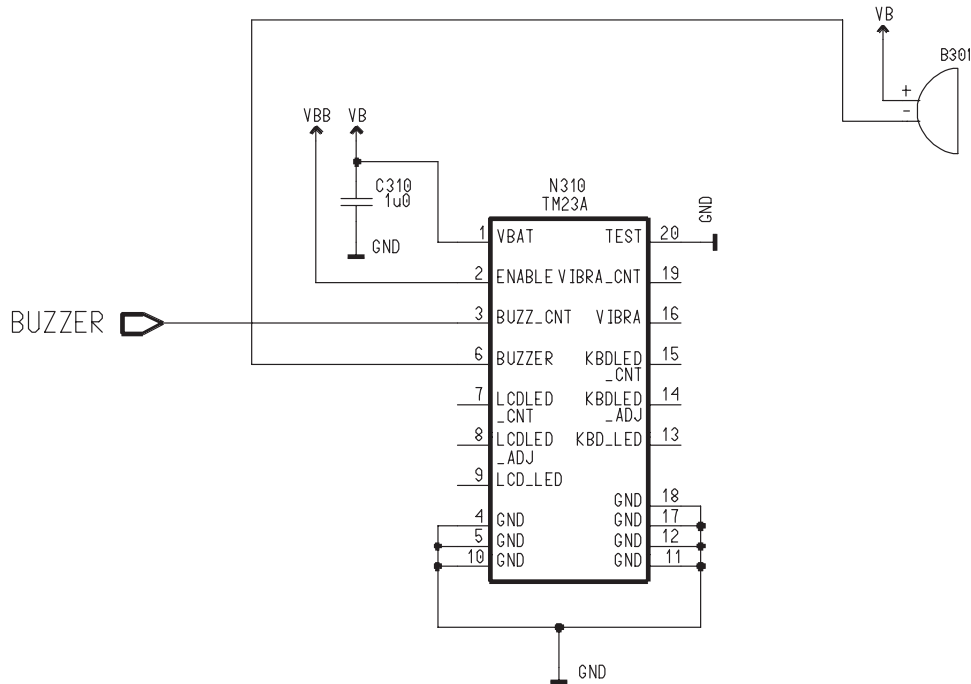 VB
B301
+
-
VBB
VB
C310
1u0
GND
N310
TM23A
GND
1 VBAT
TEST 20
2 ENABLE
VIBRA_CNT 19
BUZZER
3 BUZZ_CNT
VIBRA 16
6 BUZZER
KBDLED
_CNT 15
7 LCDLED
_CNT
KBDLED
_ADJ 14
8 LCDLED
_ADJ
KBD_LED 13
9 LCD_LED
GND 18
4 GND
GND 17
5 GND
GND 12
10 GND
GND 11
GND